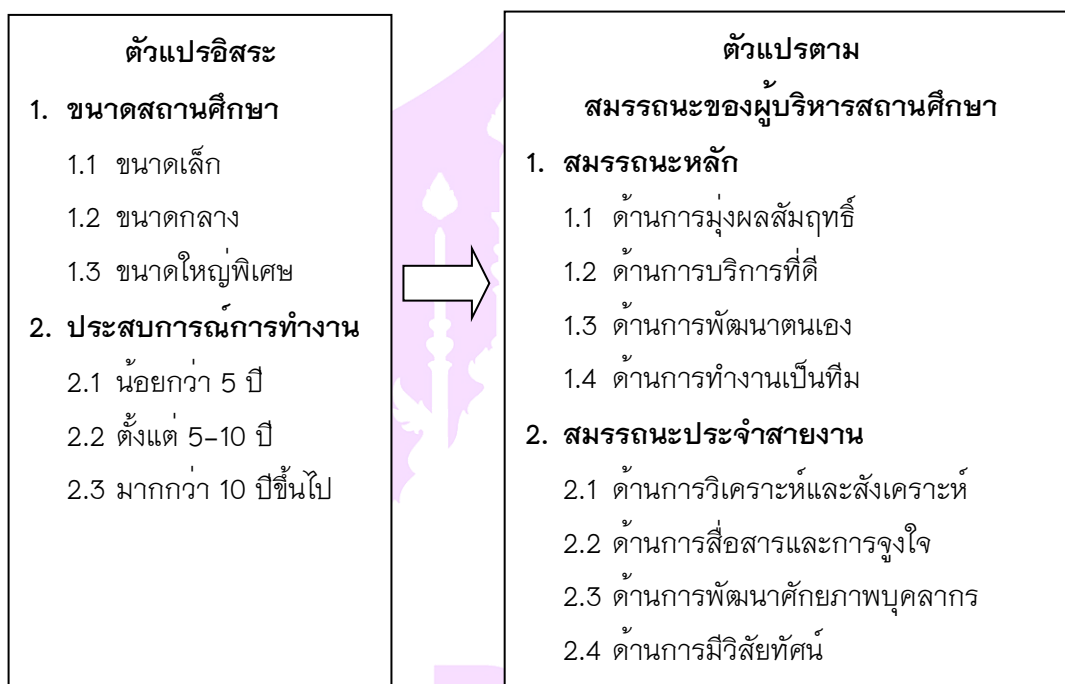 ตัวแปรอิสระ
1. ขนาดสถานศึกษา
1.1 ขนาดเล็ก
1.2 ขนาดกลาง
1.3 ขนาดใหญ่พิเศษ
2. ประสบการณ์การทำงาน
2.1 น้อยกว่า 5 ปี
2.2 ตั้งแต่ 5-10 ปี
2.3 มากกว่า 10 ปีขึ้นไป
ตัวแปรตาม
สมรรถนะของผู้บริหารสถานศึกษา
1. สมรรถนะหลัก
1.1 ด้านการมุ่งผลสัมฤทธิ์
1.2 ด้านการบริการที่ดี
1.3 ด้านการพัฒนาตนเอง
1.4 ด้านการทำงานเป็นทีม
2. สมรรถนะประจำสายงาน
2.1 ด้านการวิเคราะห์และสังเคราะห์
2.2 ด้านการสื่อสารและการจูงใจ
2.3 ด้านการพัฒนาศักยภาพบุคลากร
2.4 ด้านการมีวิสัยทัศน์